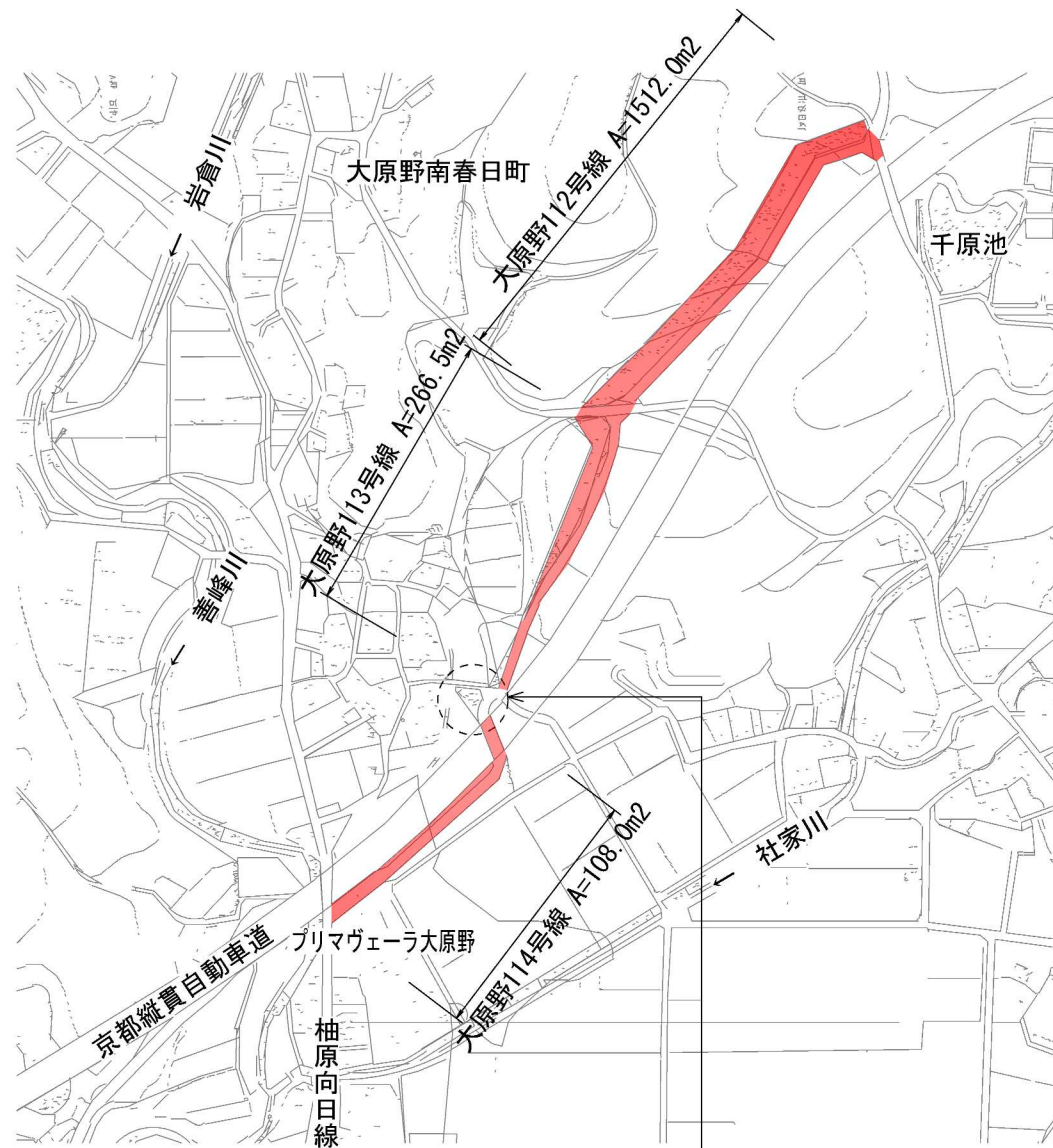 大原野112号線 A=1512.0m2
岩倉川
←
大原野南春日町
千原池
大原野113号線 A=266.5m2
善峰川
←
大原野114号線 A=108.0m2
社家川
←
プリマヴェーラ大原野
京都縦貫自動車道
柚原向日線